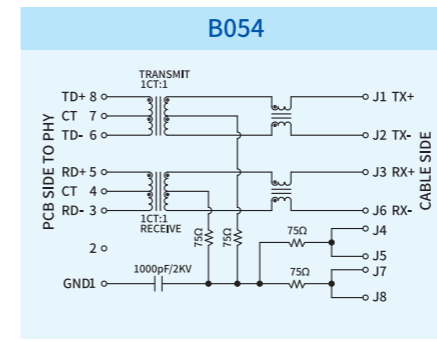 B054
TRANSMIT
1CT:1
TD+ 8
J1 TX+
CT 7
TD- 6
J2 TX-
PCB SIDE TO PHY
CABLE SIDE
RD+ 5
J3 RX+
CT 4
RD- 3
J6 RX-
1CT:1
RECEIVE
75Ω
75Ω
75Ω
J4
J5
2
1000pF/2KV
75Ω
J7
GND1
J8